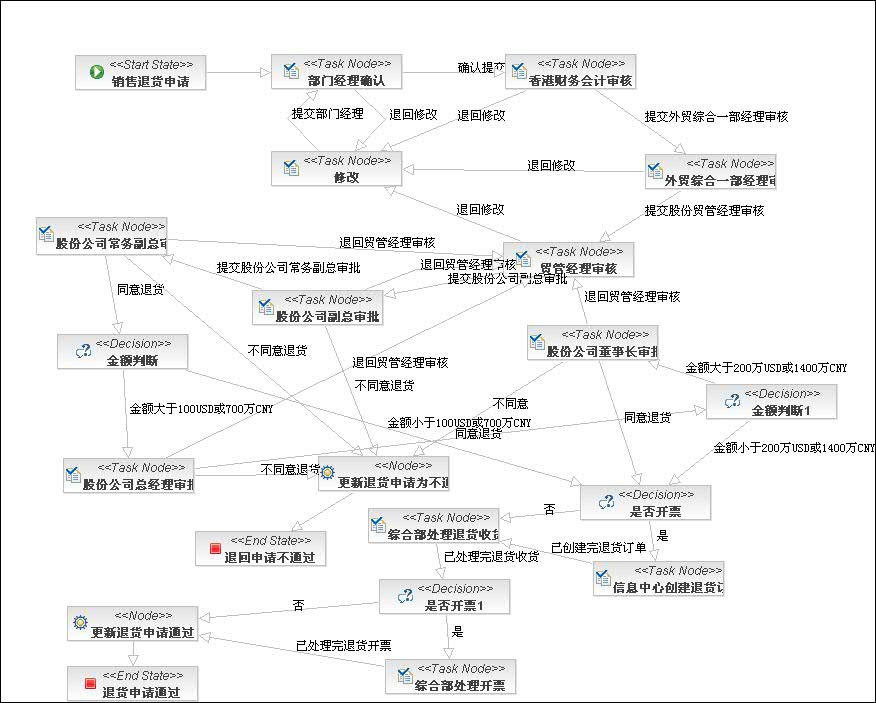 <<Start State>>
销售退货申请
<<Task Node>>
部门经理确认
确认提交
<<Task Node>>
香港财务会计审核
提交部门经理
退回修改
退回修改
提交外贸综合一部经理审核
<<Task Node>>
修改
退回修改
<<Task Node>>
外贸综合一部经理审
退回修改
提交股份贸管经理审核
<<Task Node>>
股份公司常务副总审
退回贸管经理审核
<<Task Node>>
贸管经理审核
提交股份公司常务副总审批
退回贸管经理审核
提交股份公司副总审批
同意退货
<<Task Node>>
股份公司副总审批
退回贸管经理审核
<<Decision>>
金额判断
不同意退货
退回贸管经理审核
<<Task Node>>
股份公司董事长审批
金额大于200万USD或1400万CNY
不同意退货
<<Decision>>
金额判断1
金额大于100USD或700万CNY
不同意
金额小于100USD或700万CNY
同意退货
同意退货
金额小于200万USD或1400万CNY
<<Task Node>>
股份公司总经理审批
不同意退货
<<Node>>
更新退货申请为不通
<<Decision>>
是否开票
否
是
<<Task Node>>
综合部处理退货收货
<<End State>>
退回申请不通过
已处理完退货收货
已创建完退货订单
<<Task Node>>
信息中心创建退货订
<<Decision>>
是否开票1
否
是
<<Node>>
更新退货申请通过
已处理完退货开票
<<Task Node>>
综合部处理开票
<<End State>>
退货申请通过